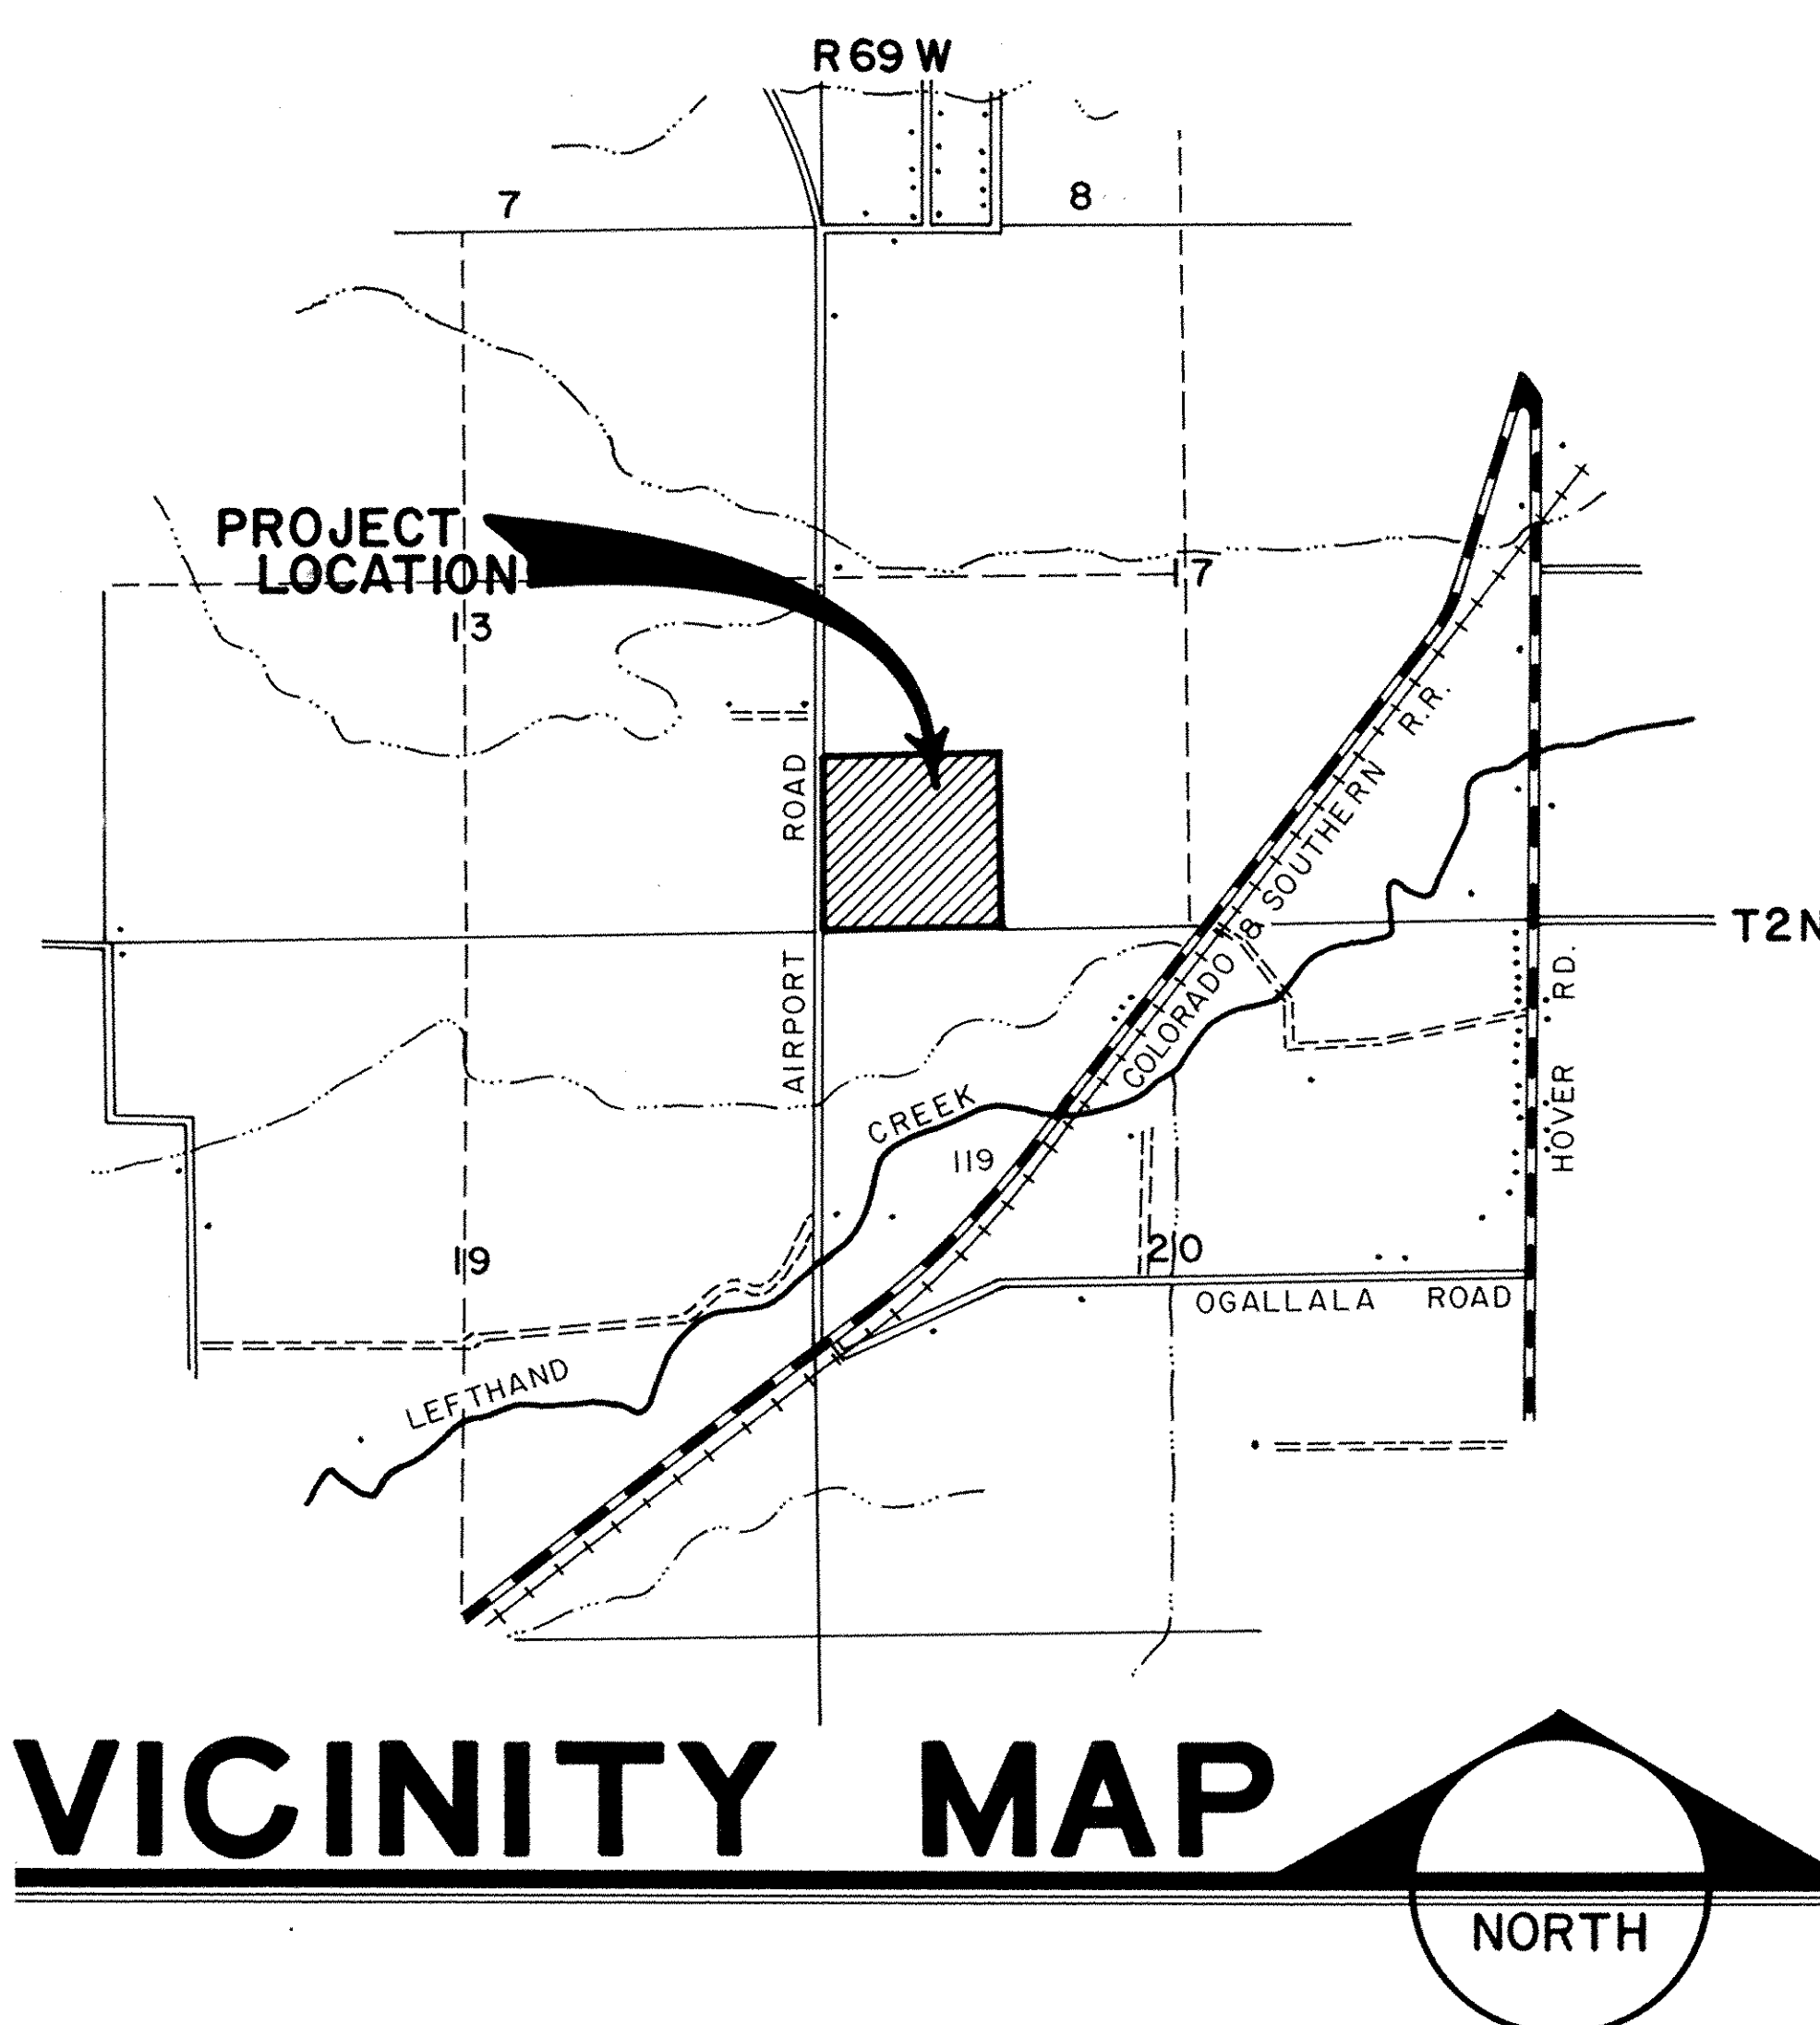 R 69 W
7
8
PROJECT
LOCATION
17
13
R.R.
SOUTHERN
&
COLORADO
ROAD
AIRPORT
T2N
HOVER RD.
CREEK
119
19
20
OGALLALA ROAD
LEFTHAND
VICINITY MAP
NORTH